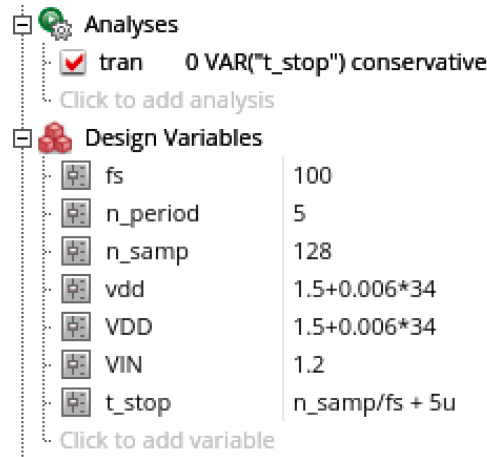 Analyses
tran 0 VAR("t_stop") conservative
Click to add analysis
Design Variables
fs 100
n_period 5
n_samp 128
vdd 1.5+0.006*34
VDD 1.5+0.006*34
VIN 1.2
t_stop n_samp/fs + 5u
Click to add variable